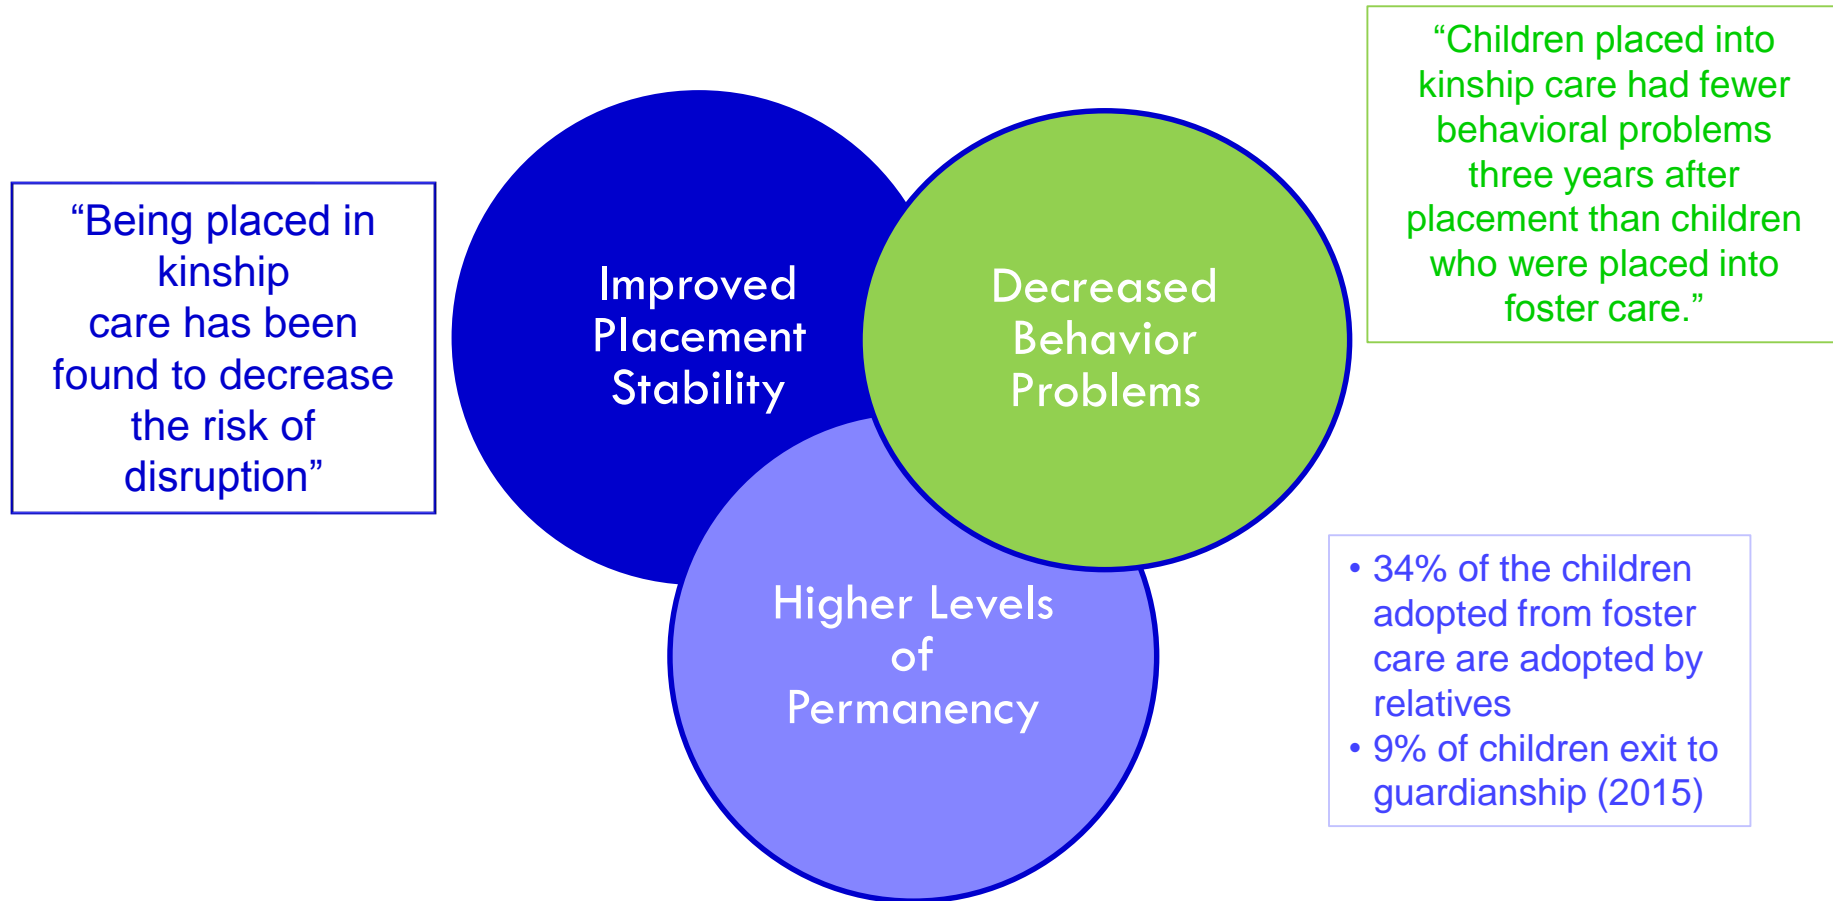 “Being placed in
kinship
care has been
found to decrease
the risk of
disruption”
Improved
Placement
Stability
Decreased
Behavior
Problems
Higher Levels
of
Permanency
“Children placed into
kinship care had fewer
behavioral problems
three years after
placement than children
who were placed into
foster care.”
• 34% of the children
adopted from foster
care are adopted by
relatives
• 9% of children exit to
guardianship (2015)